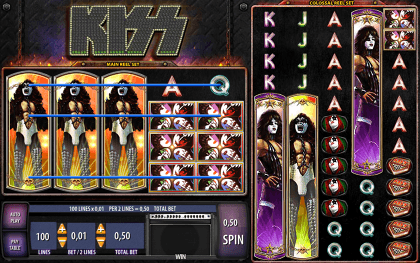 KISS
MAIN REEL SET
COLOSSAL REEL SET
A Q
K J A
K J A
K J A
K J A
A
A
A
Q A
Q
Q
Q
100 LINES x 0,01 PER 2 LINES = 0,50 TOTAL BET
AUTO PLAY
PAY TABLE
100
0,01
0,50
LINES
BET / 2 LINES
TOTAL BET
WIN
0,50
SPIN